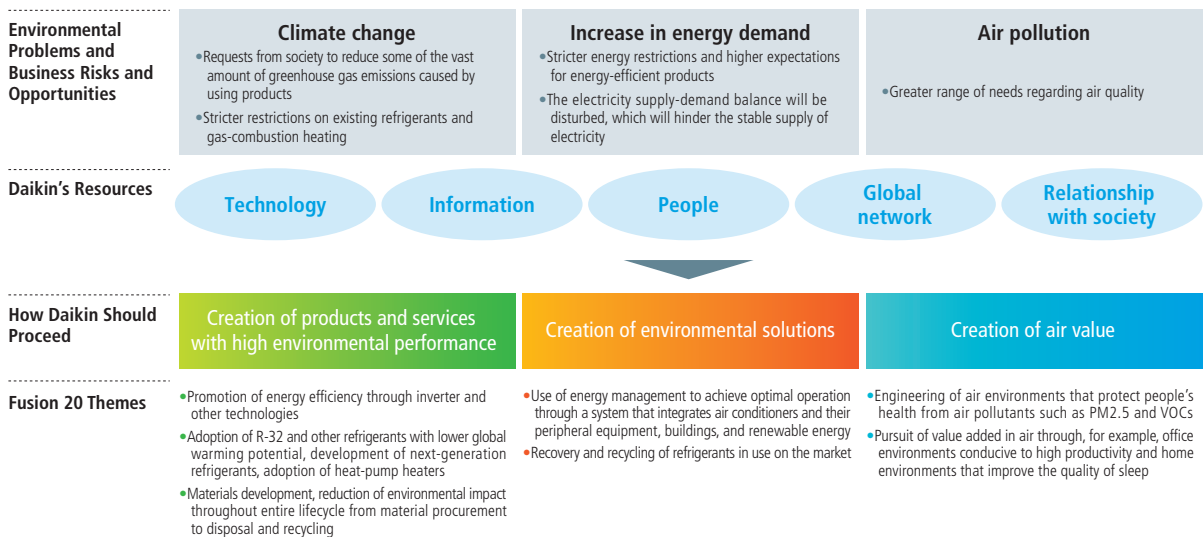 Environmental
Problems and
Business Risks and
Opportunities
Climate change
•Requests from society to reduce some of the vast
amount of greenhouse gas emissions caused by
using products
•Stricter restrictions on existing refrigerants and
gas-combustion heating
Increase in energy demand
•Stricter energy restrictions and higher expectations
for energy-efficient products
•The electricity supply-demand balance will be
disturbed, which will hinder the stable supply of
electricity
Air pollution
•Greater range of needs regarding air quality
Daikin's Resources
Technology
Information
People
Global
network
Relationship
with society
How Daikin Should
Proceed
Creation of products and services
with high environmental performance
Creation of environmental solutions
Creation of air value
Fusion 20 Themes
•Promotion of energy efficiency through inverter and
other technologies
•Adoption of R-32 and other refrigerants with lower global
warming potential, development of next-generation
refrigerants, adoption of heat-pump heaters
•Materials development, reduction of environmental impact
throughout entire lifecycle from material procurement
to disposal and recycling
•Use of energy management to achieve optimal operation
through a system that integrates air conditioners and their
peripheral equipment, buildings, and renewable energy
•Recovery and recycling of refrigerants in use on the market
•Engineering of air environments that protect people's
health from air pollutants such as PM2.5 and VOCs
•Pursuit of value added in air through, for example, office
environments conducive to high productivity and home
environments that improve the quality of sleep